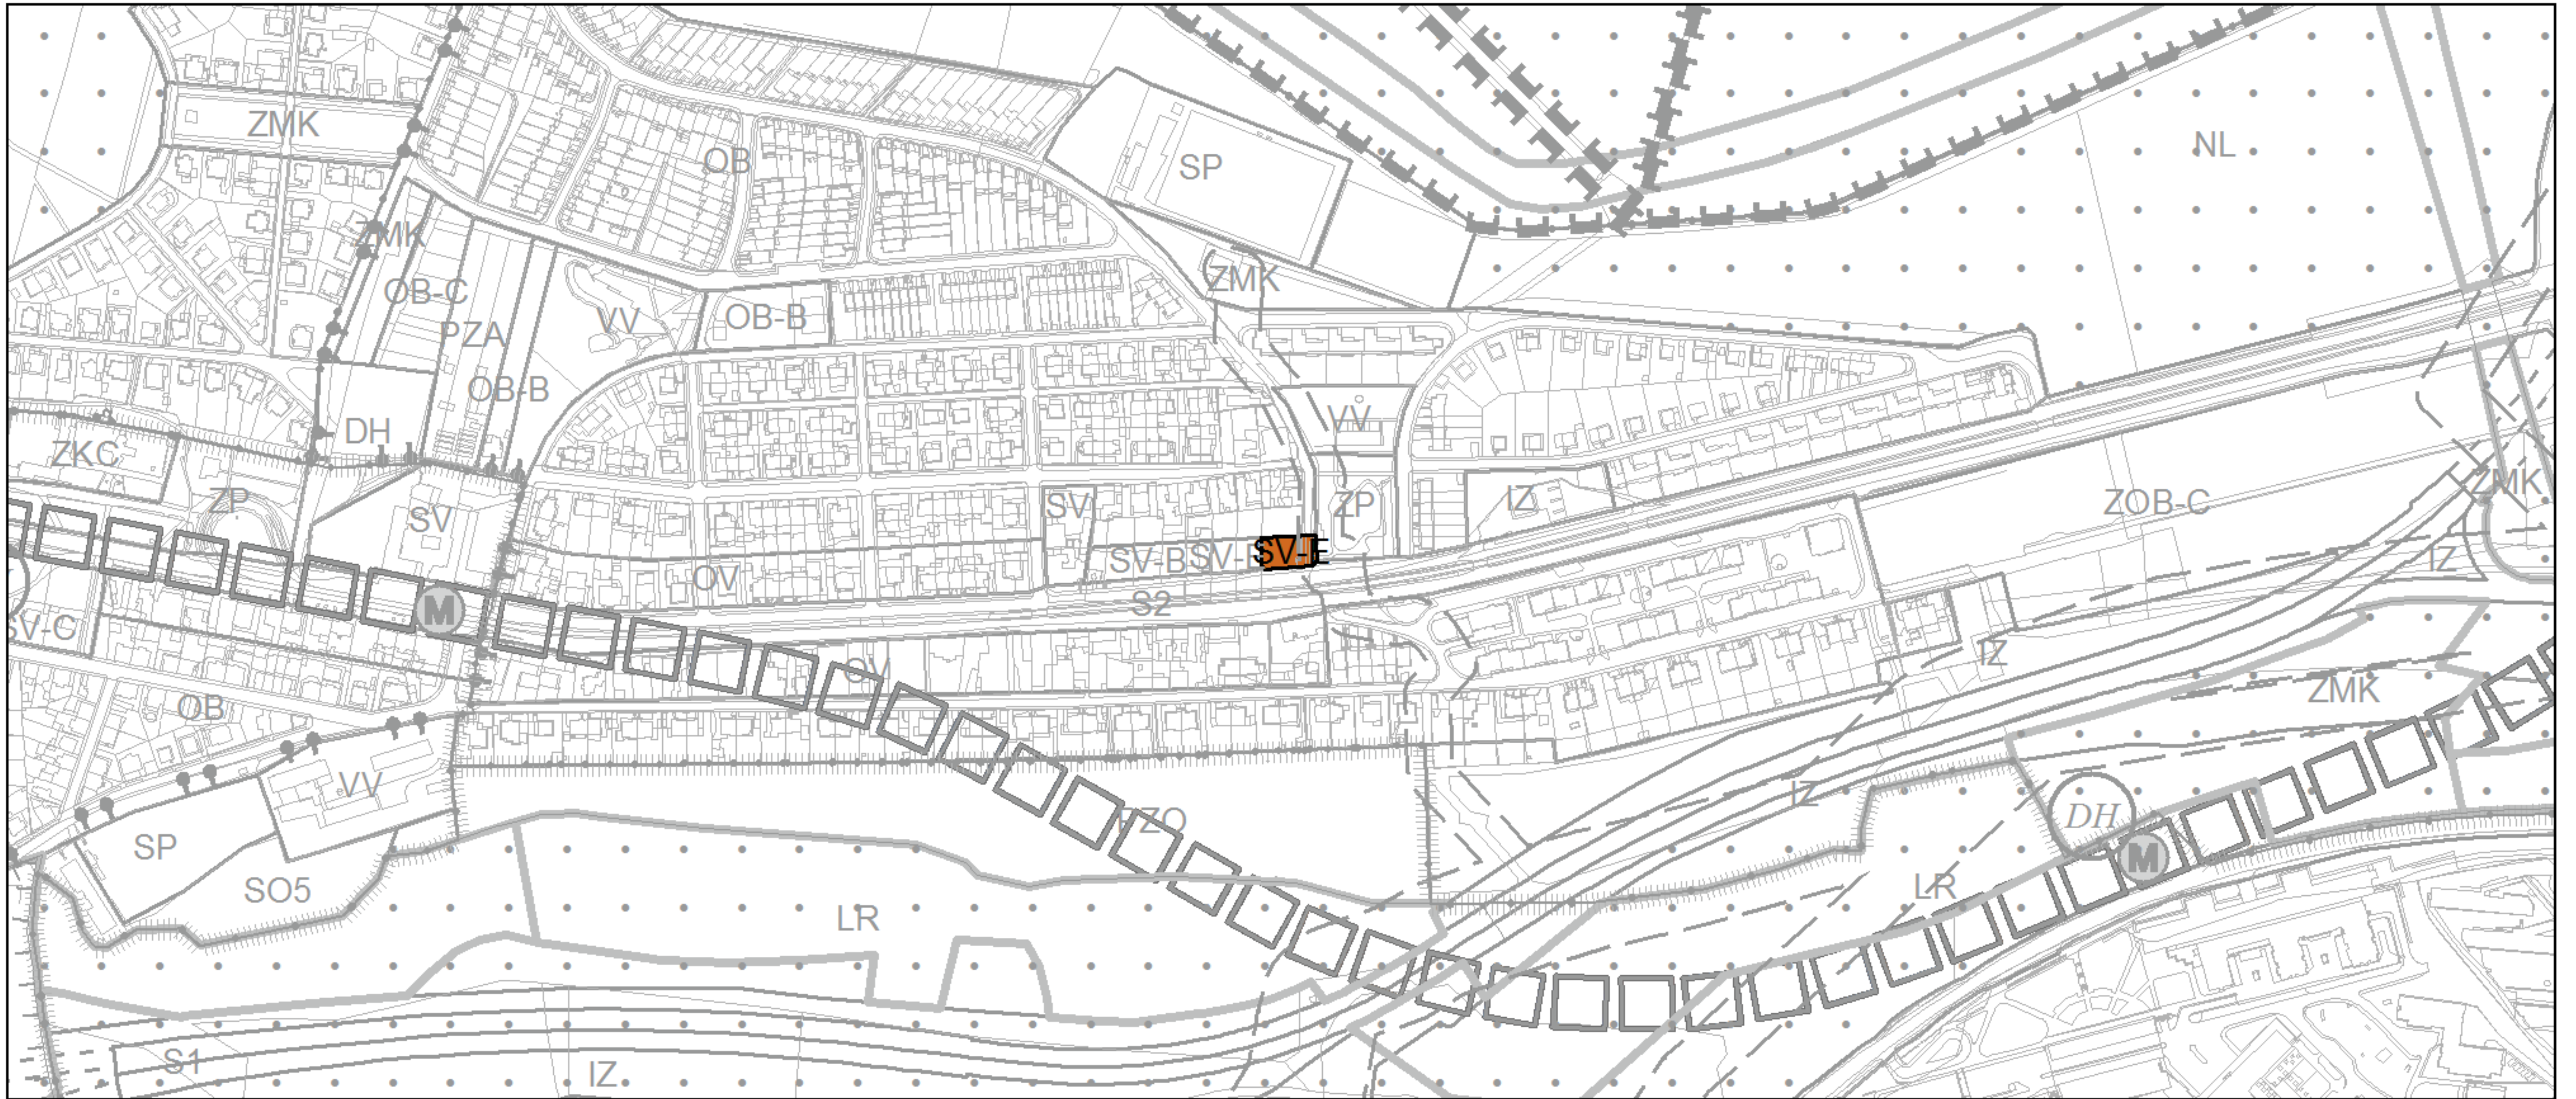 ZMK
OB
SP
NL
ZMK
OB-C
ZMK
OB-B
VV
PZA
OB-B
VV
DH
ZKC
ZP
SV
SV
ZP
IZ
ZOB-C
ZMK
SV-B
SV-
IZ
OV
S2
M
SV-C
OV
IZ
OB
ZMK
VV
IZ
PZO
DH
SP
M
SO5
LR
LR
S1
IZ